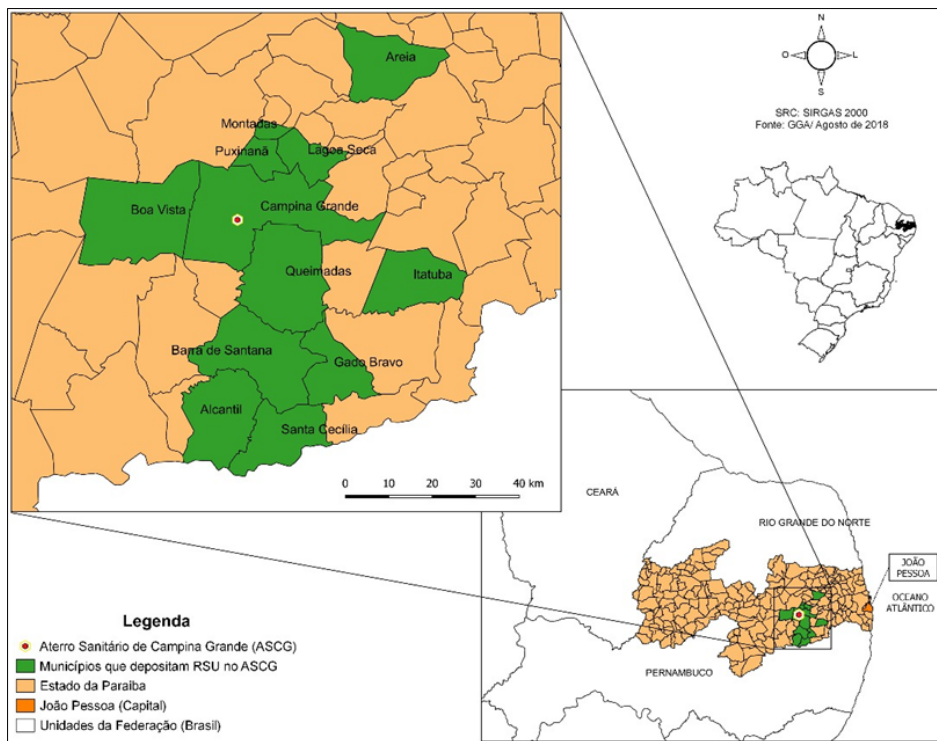 Areia
Montadas
Puxinanã
Lagoa Seca
Boa Vista
Campina Grande
Queimadas
Itatuba
Barra de Santana
Gado Bravo
Alcantil
Santa Cecília
0 10 20 30 40 km
N
O L
S
SRC: SIRGAS 2000
Fonte: GGA/ Agosto de 2018
CEARÁ
RIO GRANDE DO NORTE
JOÃO
PESSOA
OCEANO
ATLÂNTICO
PERNAMBUCO
Legenda
Aterro Sanitário de Campina Grande (ASCG)
Municípios que depositam RSU no ASCG
Estado da Paraiba
João Pessoa (Capital)
Unidades da Federação (Brasil)